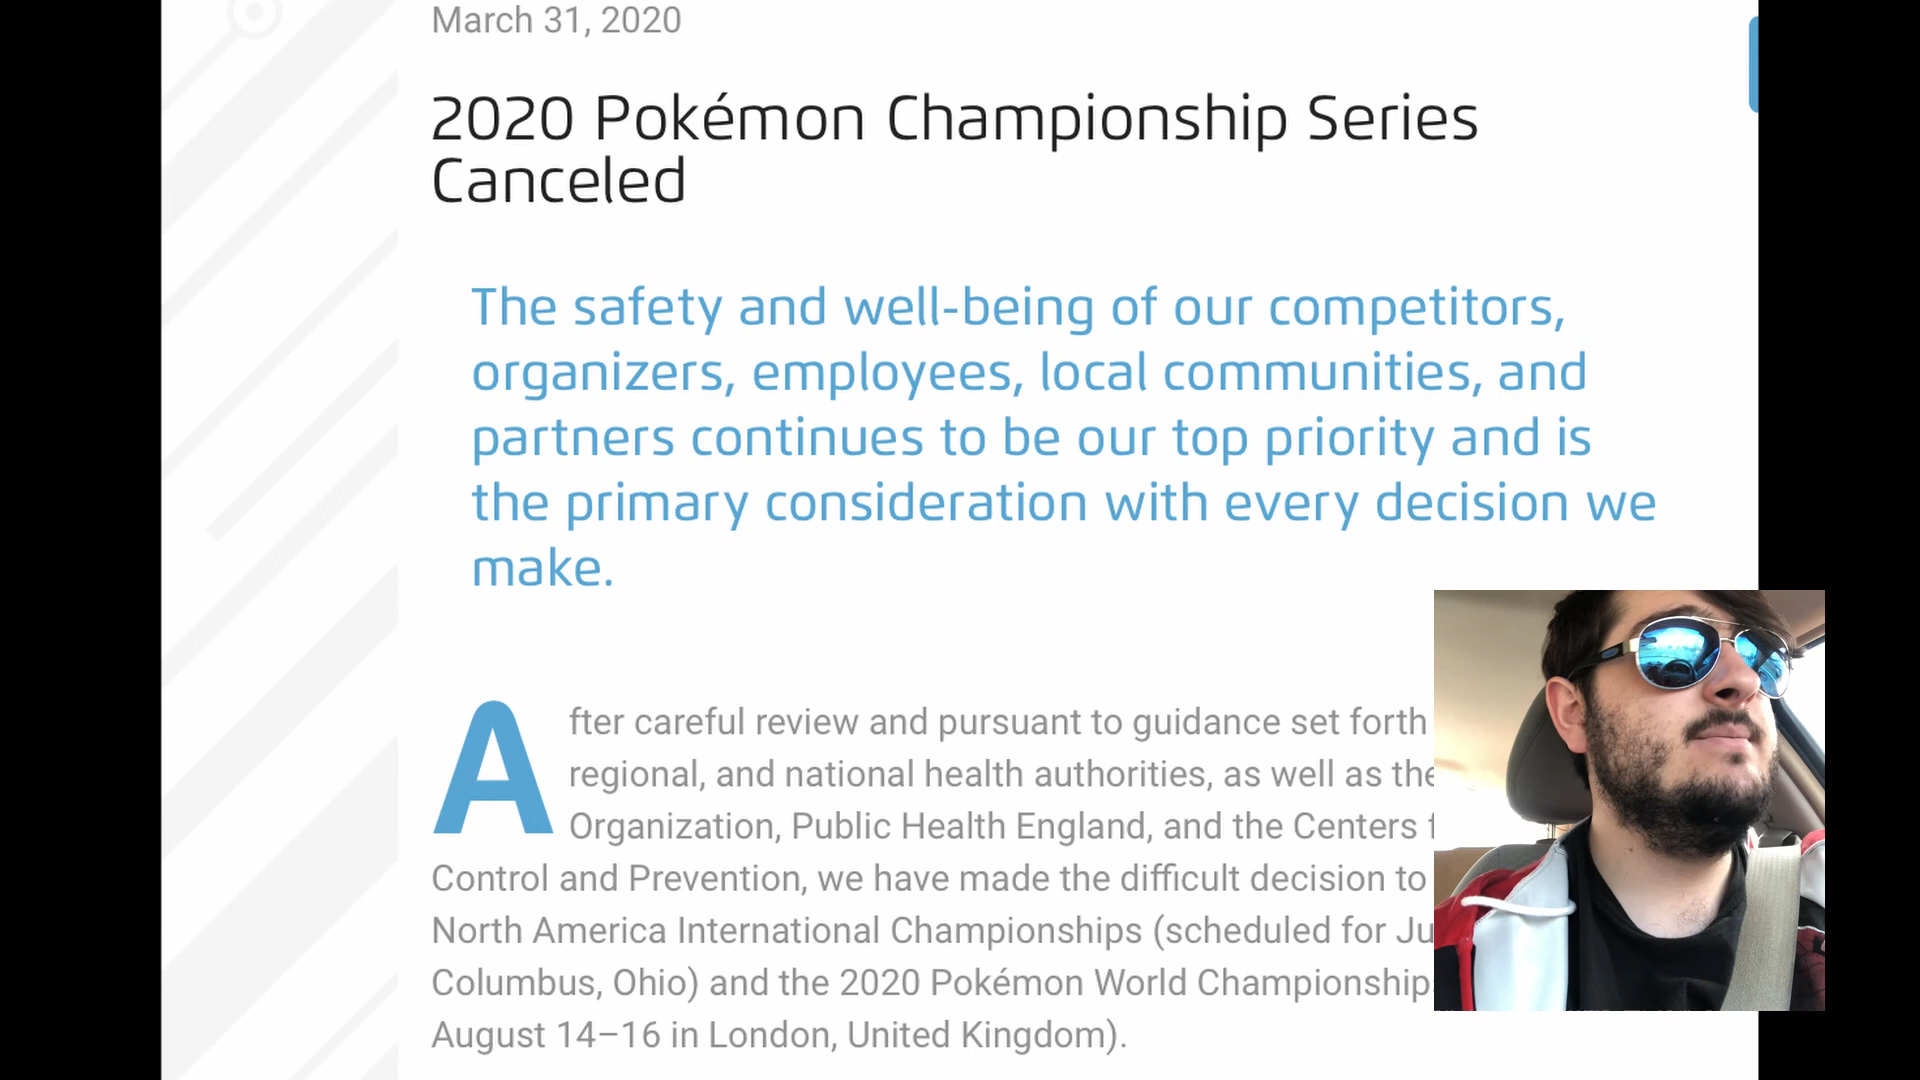 March 31, 2020
2020 Pokémon Championship Series
Canceled
The safety and well-being of our competitors,
organizers, employees, local communities, and
partners continues to be our top priority and is
the primary consideration with every decision we
make.
After careful review and pursuant to guidance set forth
regional, and national health authorities, as well as the
Organization, Public Health England, and the Centers
Control and Prevention, we have made the difficult decision to
North America International Championships (scheduled for
Columbus, Ohio) and the 2020 Pokémon World Championship
August 14–16 in London, United Kingdom).